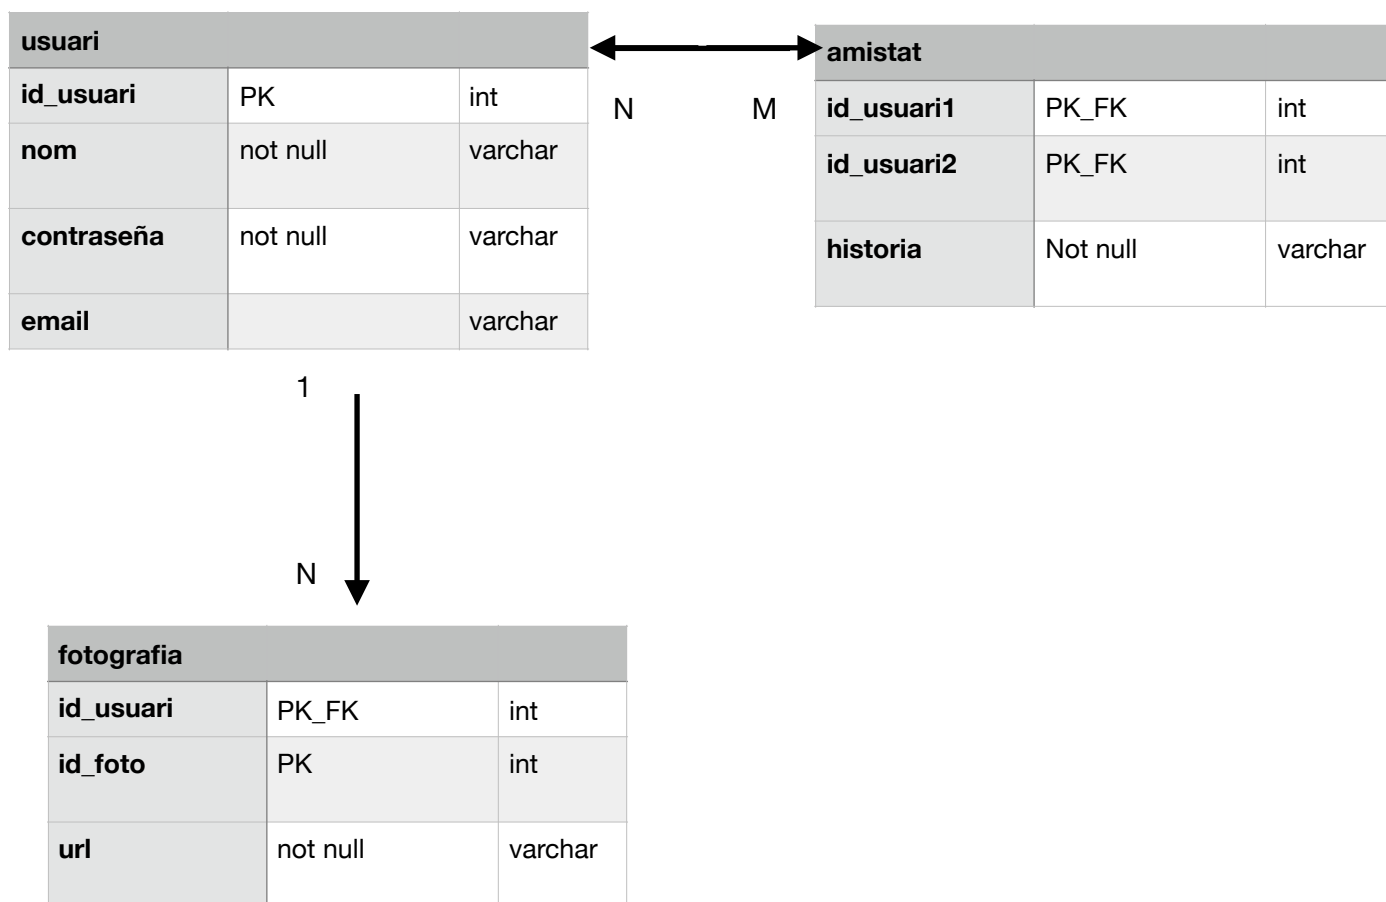 usuari
id_usuari PK int
nom not null varchar
contraseña not null varchar
email varchar
N M
amistat
id_usuari1 PK_FK int
id_usuari2 PK_FK int
historia Not null varchar
1
N
fotografia
id_usuari PK_FK int
id_foto PK int
url not null varchar